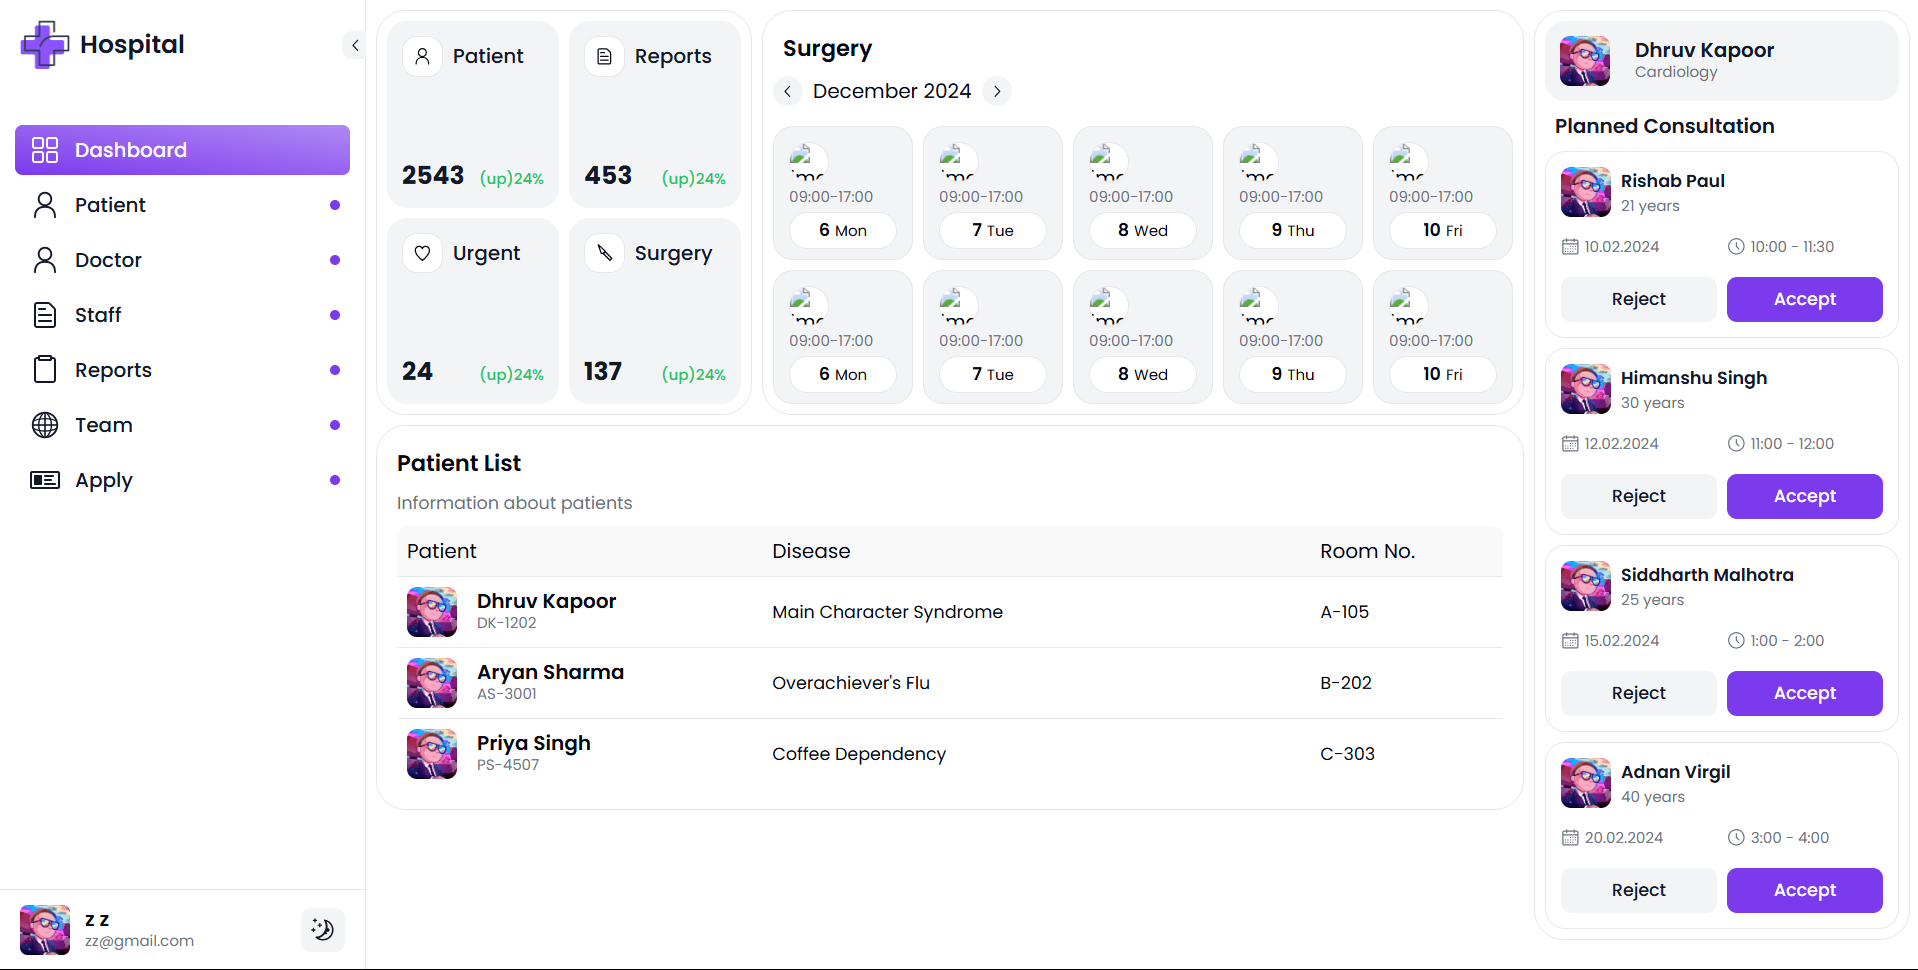 Hospital
Dashboard
Patient
Doctor
Staff
Reports
Team
Apply
z z
zz@gmail.com
Patient
2543 (up)24%
Reports
453 (up)24%
Urgent
24 (up)24%
Surgery
137 (up)24%
Surgery
December 2024
09:00-17:00
6 Mon
09:00-17:00
7 Tue
09:00-17:00
8 Wed
09:00-17:00
9 Thu
09:00-17:00
10 Fri
09:00-17:00
6 Mon
09:00-17:00
7 Tue
09:00-17:00
8 Wed
09:00-17:00
9 Thu
09:00-17:00
10 Fri
Patient List
Information about patients
Patient Disease Room No.
Dhruv Kapoor
DK-1202
Main Character Syndrome
A-105
Aryan Sharma
AS-3001
Overachiever's Flu
B-202
Priya Singh
PS-4507
Coffee Dependency
C-303
Dhruv Kapoor
Cardiology
Planned Consultation
Rishab Paul
21 years
10.02.2024 10:00 - 11:30
Reject Accept
Himanshu Singh
30 years
12.02.2024 11:00 - 12:00
Reject Accept
Siddharth Malhotra
25 years
15.02.2024 1:00 - 2:00
Reject Accept
Adnan Virgil
40 years
20.02.2024 3:00 - 4:00
Reject Accept